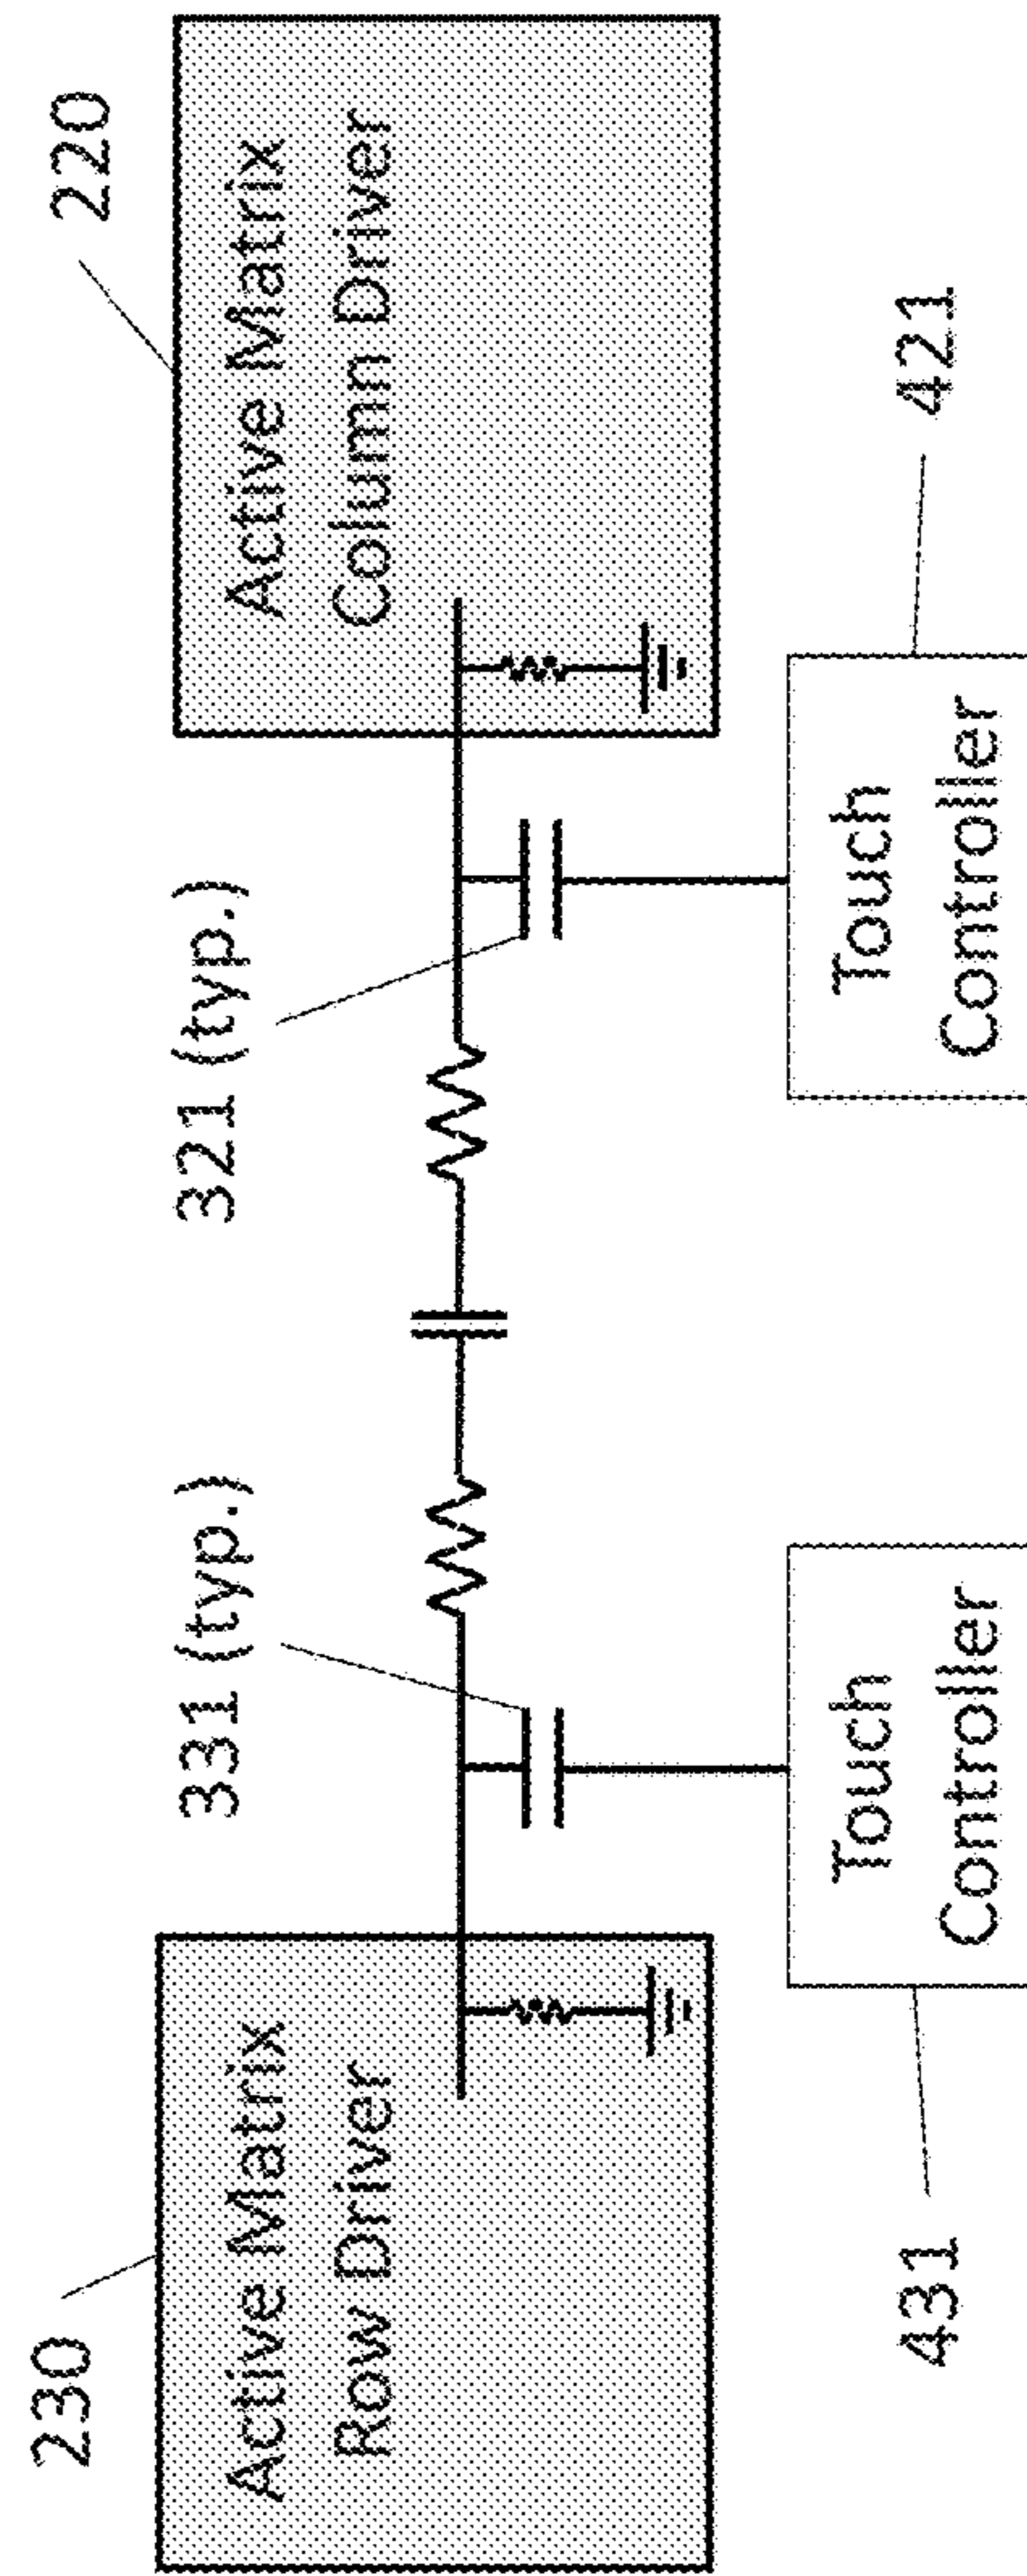 230
Active Matrix
Row Driver
331 (typ.)
321 (typ.)
Active Matrix
Column Driver
220
431
Touch
Controller
Touch
Controller
421